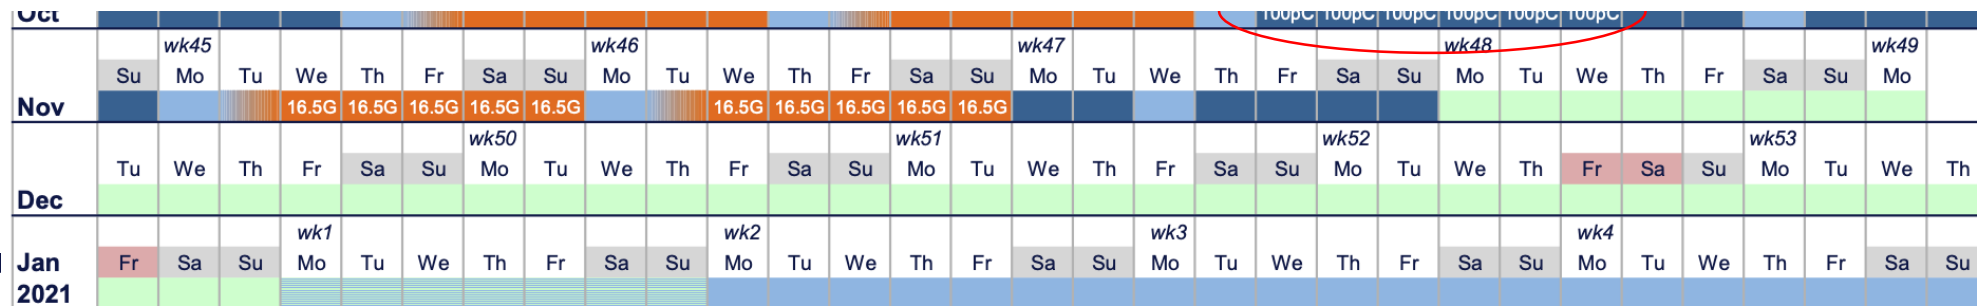 Oct 100pC 100pC 100pC 100pC 100pC 100pC
wk45 wk46 wk47 wk48 wk49
Su Mo Tu We Th Fr Sa Su Mo Tu We Th Fr Sa Su Mo Tu We Th Fr Sa Su Mo Tu We Th Fr Sa Su Mo
Nov 16.5G 16.5G 16.5G 16.5G 16.5G 16.5G 16.5G 16.5G 16.5G 16.5G
wk50 wk51 wk52 wk53
Tu We Th Fr Sa Su Mo Tu We Th Fr Sa Su Mo Tu We Th Fr Sa Su Mo Tu We Th Fr Sa Su Mo Tu We Th
Dec
wk1 wk2 wk3 wk4
Jan Fr Sa Su Mo Tu We Th Fr Sa Su Mo Tu We Th Fr Sa Su Mo Tu We Th Fr Sa Su Mo Tu We Th Fr Sa Su
2021